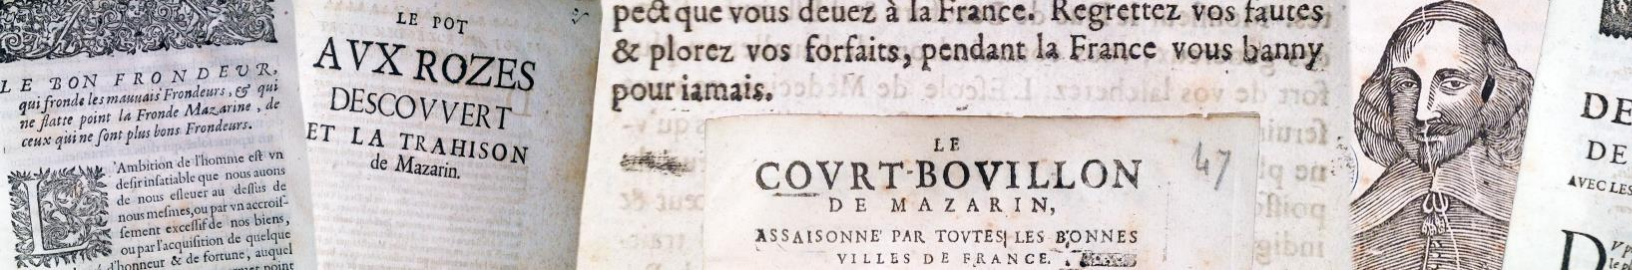 LE BON FRONDEUR,
qui fronde les mauuais Frondeurs, & qui
ne flatte point la Fronde Mazarine, de
ceux qui ne sont plus bons Frondeurs.
L'Ambition de l'homme est vn
desir insatiable que nous auons
de nous esleuer au dessus de
nous mesmes, ou par vn accrois-
sement excessif de nos biens,
ou par l'acquisition de quelque
d'honneur & de fortune, auquel
LE POT
AVX ROZES
DESCOVVERT
ET LA TRAHISON
de Mazarin.
pect que vous deuez à la France. Regrettez vos fautes
& plorez vos forfaits, pendant la France vous banny
pour iamais.
47
LE
COVRT-BOVILLON
DE MAZARIN,
ASSAISONNE' PAR TOVTES LES BONNES
VILLES DE FRANCE.
DE
DE
AVEC LES